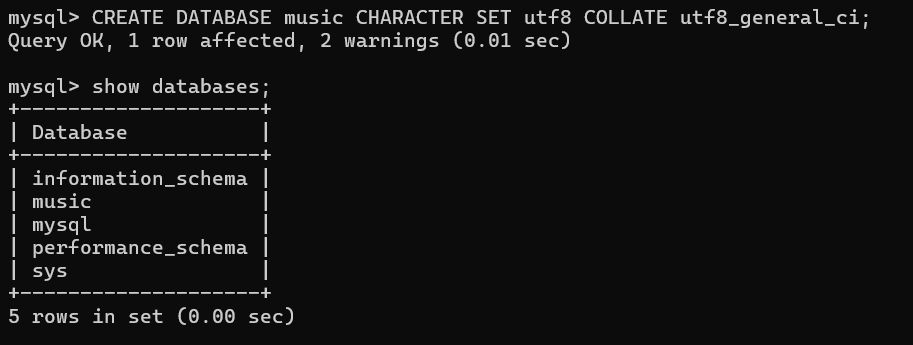 mysql> CREATE DATABASE music CHARACTER SET utf8 COLLATE utf8_general_ci;
Query OK, 1 row affected, 2 warnings (0.01 sec)
mysql> show databases;
+--------------------+
| Database           |
+--------------------+
| information_schema |
| music              |
| mysql              |
| performance_schema |
| sys                |
+--------------------+
5 rows in set (0.00 sec)